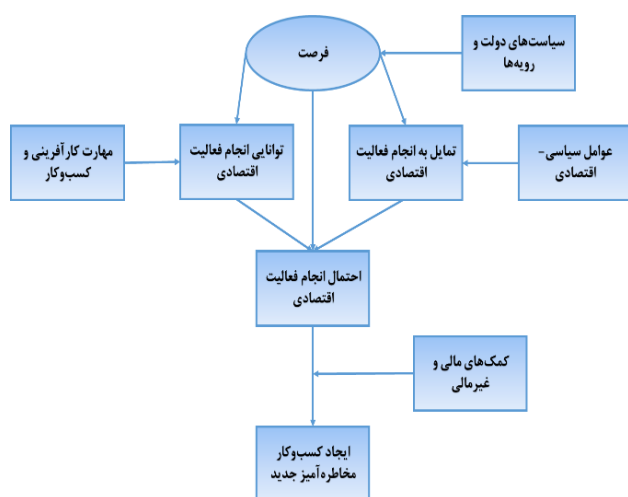 سیاست‌های دولت و
رویه‌ها
فرصت
عوامل سیاسی-
اقتصادی
تمایل به انجام فعالیت
اقتصادی
توانایی انجام فعالیت
اقتصادی
مهارت کارآفرینی و
کسب‌وکار
احتمال انجام فعالیت
اقتصادی
کمک‌های مالی و
غیرمالی
ایجاد کسب‌وکار
مخاطره‌آمیز جدید